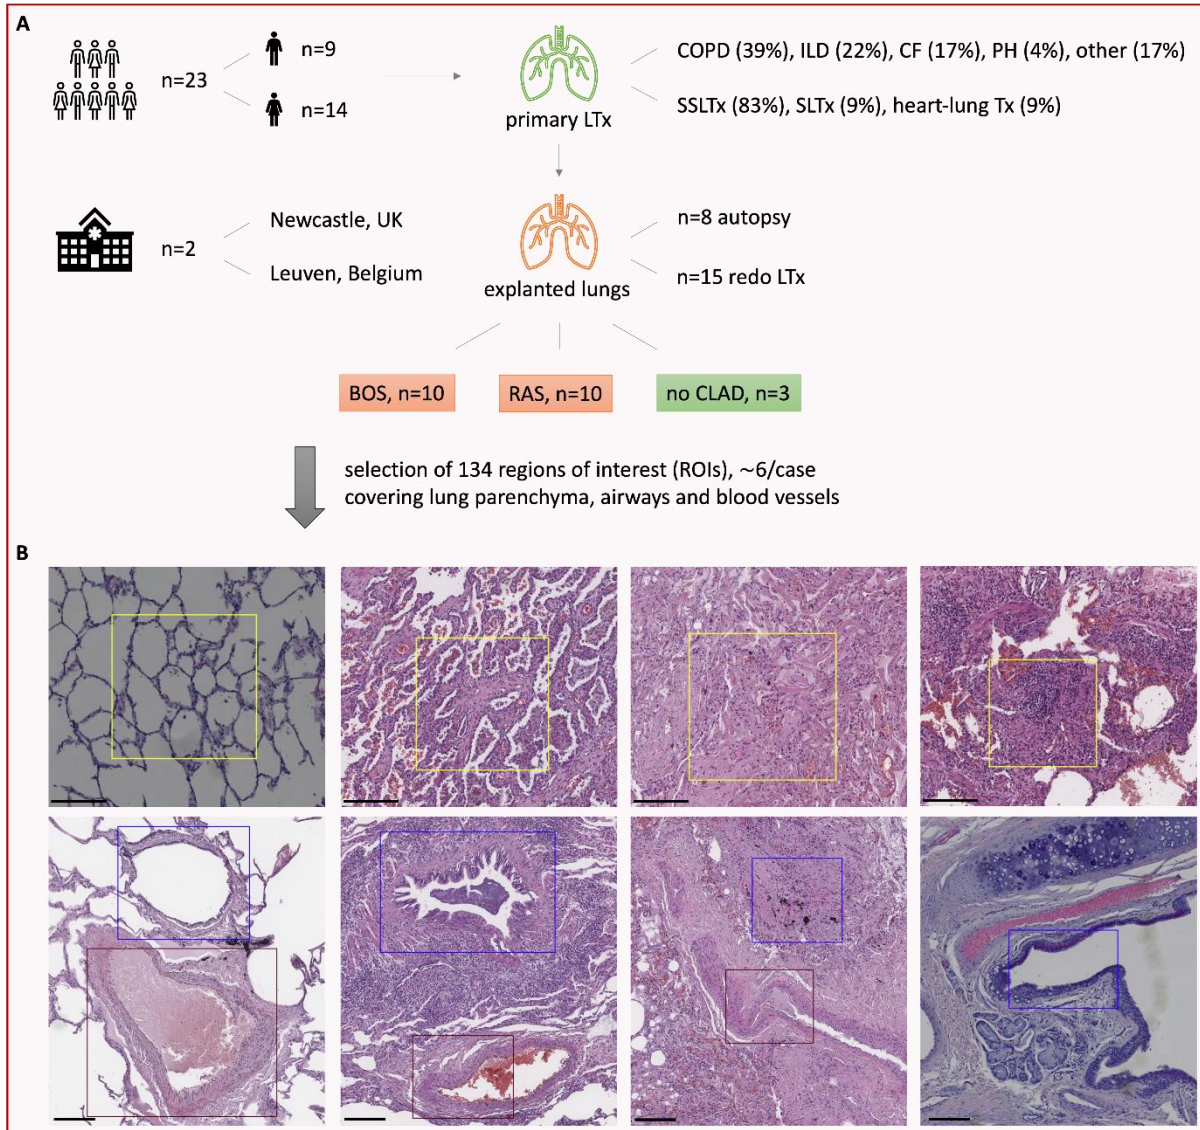 A
n=23
n=9
n=14
primary LTx
COPD (39%), ILD (22%), CF (17%), PH (4%), other (17%)
SSLTx (83%), SLTx (9%), heart-lung Tx (9%)
n=2
Newcastle, UK
Leuven, Belgium
explanted lungs
n=8 autopsy
n=15 redo LTx
BOS, n=10
RAS, n=10
no CLAD, n=3
selection of 134 regions of interest (ROIs), ~6/case
covering lung parenchyma, airways and blood vessels
B